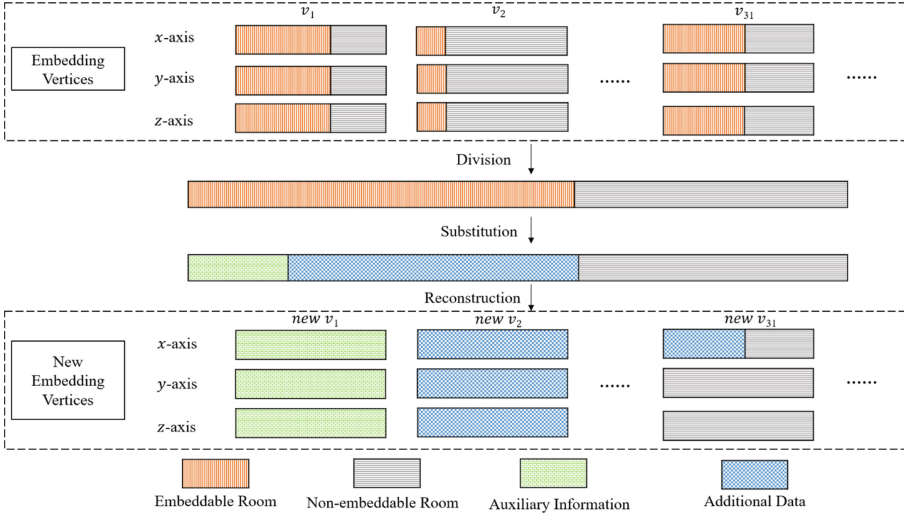 v₁ v₂ v₃₁
Embedding
Vertices
x-axis
y-axis
z-axis
...... ......
Division
Substitution
Reconstruction
new v₁ new v₂ new v₃₁
New
Embedding
Vertices
x-axis
y-axis
z-axis
...... ......
Embeddable Room
Non-embeddable Room
Auxiliary Information
Additional Data